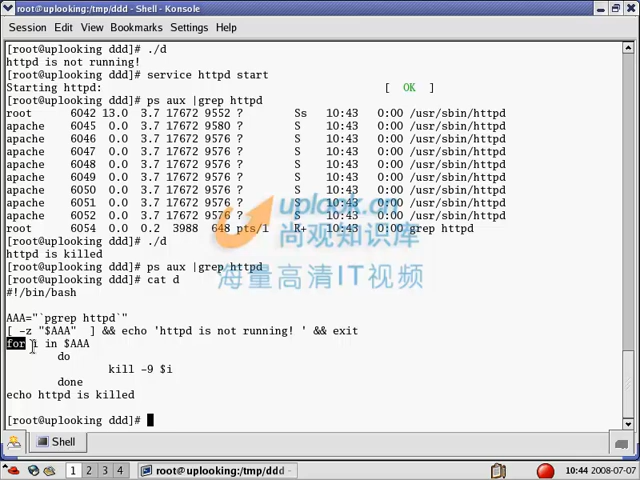 root@uplooking:/tmp/ddd - Shell - Konsole
Session Edit View Bookmarks Settings Help
[root@uplooking ddd]# ./d
httpd is not running!
[root@uplooking ddd]# service httpd start
Starting httpd: [ OK ]
[root@uplooking ddd]# ps aux |grep httpd
root 6042 13.0 3.7 17672 9552 ? Ss 10:43 0:00 /usr/sbin/httpd
apache 6045 0.0 3.7 17672 9580 ? S 10:43 0:00 /usr/sbin/httpd
apache 6046 0.0 3.7 17672 9576 ? S 10:43 0:00 /usr/sbin/httpd
apache 6047 0.0 3.7 17672 9576 ? S 10:43 0:00 /usr/sbin/httpd
apache 6048 0.0 3.7 17672 9576 ? S 10:43 0:00 /usr/sbin/httpd
apache 6049 0.0 3.7 17672 9576 ? S 10:43 0:00 /usr/sbin/httpd
apache 6050 0.0 3.7 17672 9576 ? S 10:43 0:00 /usr/sbin/httpd
apache 6051 0.0 3.7 17672 9576 ? S 10:43 0:00 /usr/sbin/httpd
apache 6052 0.0 3.7 17672 9576 ? S 10:43 0:00 /usr/sbin/httpd
root 6054 0.0 0.2 3988 648 pts/1 R+ 10:43 0:00 grep httpd
[root@uplooking ddd]# ./d
httpd is killed
[root@uplooking ddd]# ps aux |grep httpd
[root@uplooking ddd]# cat d
#!/bin/bash
AAA="`pgrep httpd`"
[ -z "$AAA" ] && echo 'httpd is not running! ' && exit
for i in $AAA
do
kill -9 $i
done
echo httpd is killed
[root@uplooking ddd]#
uplook.cn
尚观知识库
海量高清IT视频
Shell
1 2 3 4 root@uplooking:/tmp/ddd - 10:44 2008-07-07